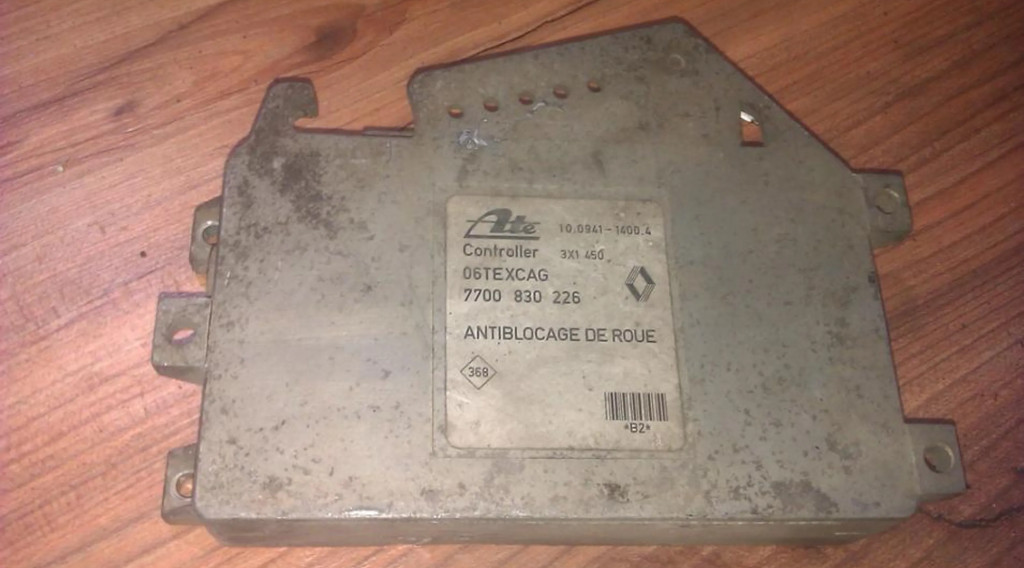 Ate 10.0941-1400.4
Controller 3X1 450
06TEXCAG
7700 830 226
ANTIBLOCAGE DE ROUE
368
*B2*